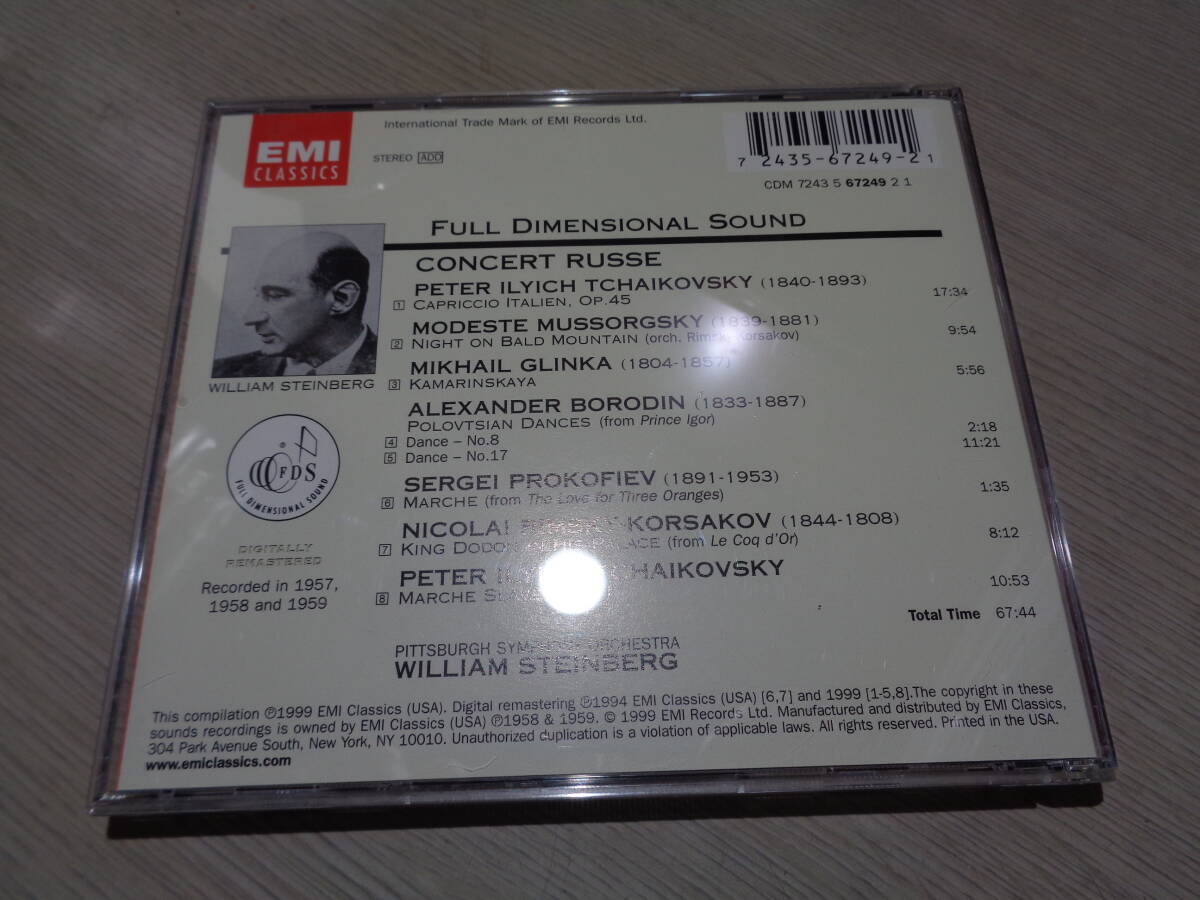 EMI
CLASSICS
International Trade Mark of EMI Records Ltd.
STEREO ADD
7 2435-67249-2 1
CDM 7243 5 67249 2 1
FULL DIMENSIONAL SOUND
CONCERT RUSSE
PETER ILYICH TCHAIKOVSKY (1840-1893)
1 CAPRICCIO ITALIEN, OP.45 17:34
MODESTE MUSSORGSKY (1839-1881)
2 NIGHT ON BALD MOUNTAIN (orch. Rimsky-Korsakov) 9:54
MIKHAIL GLINKA (1804-1857)
3 KAMARINSKAYA 5:56
ALEXANDER BORODIN (1833-1887)
POLOVTSIAN DANCES (from Prince Igor)
4 Dance – No.8 2:18
5 Dance – No.17 11:21
SERGEI PROKOFIEV (1891-1953)
6 MARCHE (from The Love for Three Oranges) 1:35
NICOLAI RIMSKY-KORSAKOV (1844-1808)
7 KING DODON PALACE (from Le Coq d'Or) 8:12
PETER TCHAIKOVSKY
8 MARCHE 10:53
Total Time 67:44
PITTSBURGH SYMPHONY ORCHESTRA
WILLIAM STEINBERG
WILLIAM STEINBERG
® FDS
FULL DIMENSIONAL SOUND
DIGITALLY
REMASTERED
Recorded in 1957,
1958 and 1959
This compilation ℗1999 EMI Classics (USA). Digital remastering ℗1994 EMI Classics (USA) [6,7] and 1999 [1-5,8].The copyright in these
sounds recordings is owned by EMI Classics (USA) ℗1958 & 1959. © 1999 EMI Records Ltd. Manufactured and distributed by EMI Classics,
304 Park Avenue South, New York, NY 10010. Unauthorized duplication is a violation of applicable laws. All rights reserved. Printed in the USA.
www.emiclassics.com